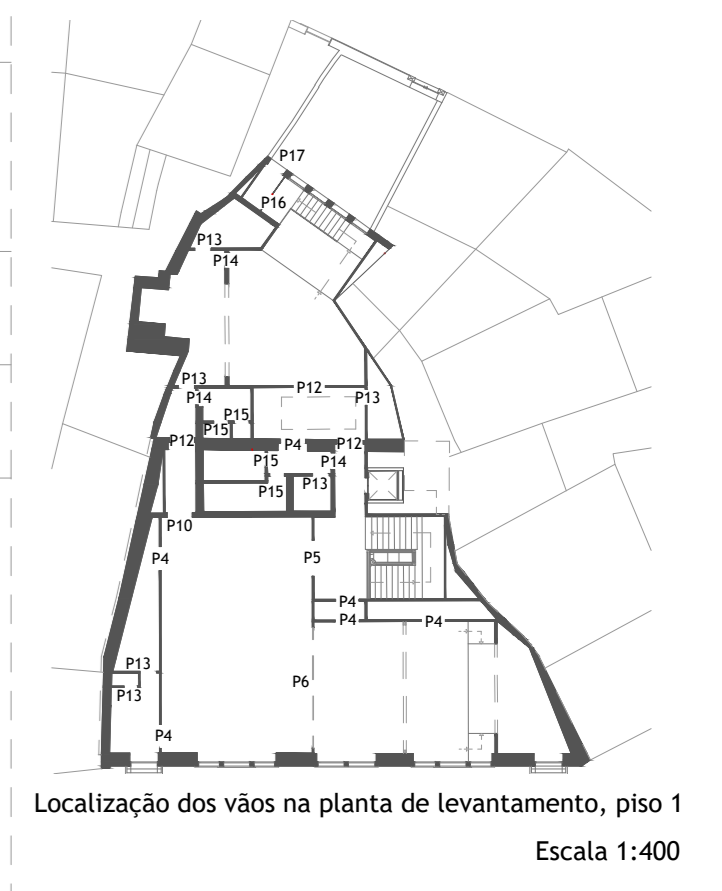 P17
P16
P13
P14
P13
P12
P14
P13
P15
P15
P12
P4
P12
P15
P14
P15
P13
P10
P4
P5
P4
P4
P4
P13
P6
P13
P4
Localização dos vãos na planta de levantamento, piso 1
Escala 1:400